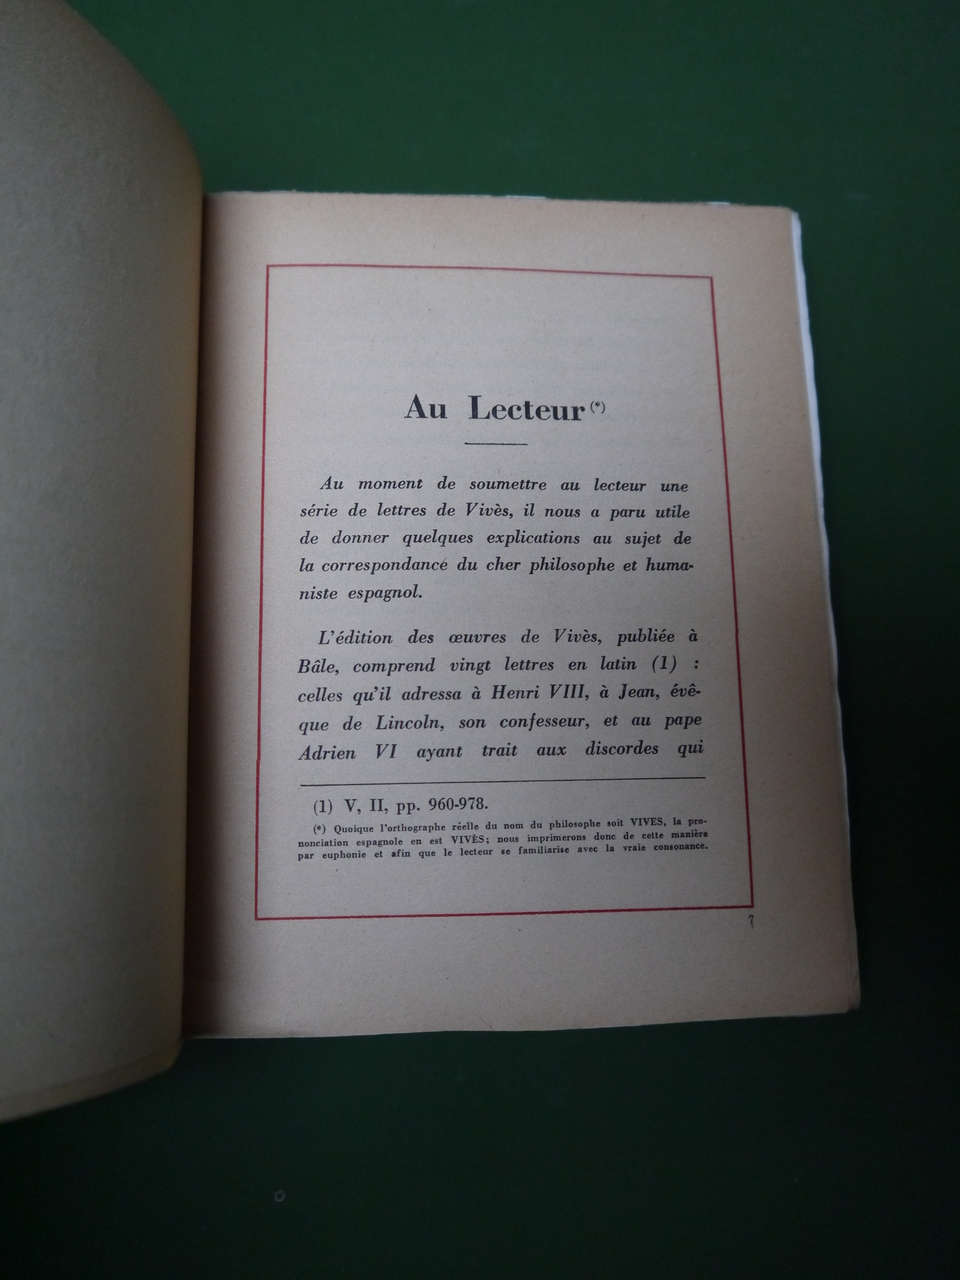 Au Lecteur (*)
Au moment de soumettre au lecteur une
série de lettres de Vivès, il nous a paru utile
de donner quelques explications au sujet de
la correspondance du cher philosophe et huma-
niste espagnol.
L'édition des œuvres de Vivès, publiée à
Bâle, comprend vingt lettres en latin (1) :
celles qu'il adressa à Henri VIII, à Jean, évê-
que de Lincoln, son confesseur, et au pape
Adrien VI ayant trait aux discordes qui
(1) V, II, pp. 960-978.
(*) Quoique l'orthographe réelle du nom du philosophe soit VIVES, la pro-
nonciation espagnole en est VIVÈS; nous imprimerons donc de cette manière
par euphonie et afin que le lecteur se familiarise avec la vraie consonance.
7